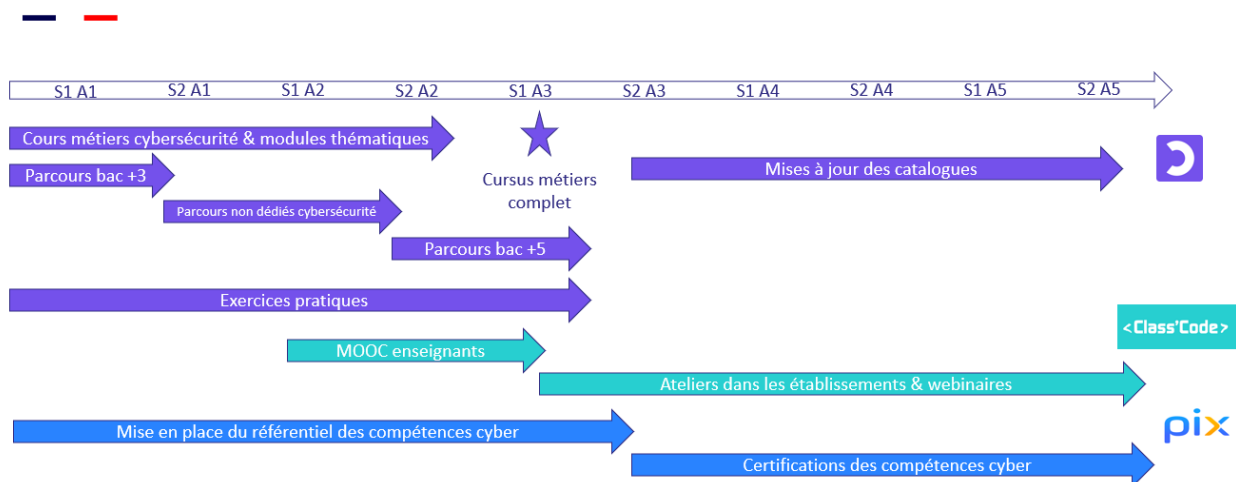 S1 A1 S2 A1 S1 A2 S2 A2 S1 A3 S2 A3 S1 A4 S2 A4 S1 A5 S2 A5
Cours métiers cybersécurité & modules thématiques
Parcours bac +3
Mises à jour des catalogues
Cursus métiers
complet
Parcours non dédiés cybersécurité
Parcours bac +5
Exercices pratiques
<Class'Code>
MOOC enseignants
Ateliers dans les établissements & webinaires
Mise en place du référentiel des compétences cyber
pix
Certifications des compétences cyber